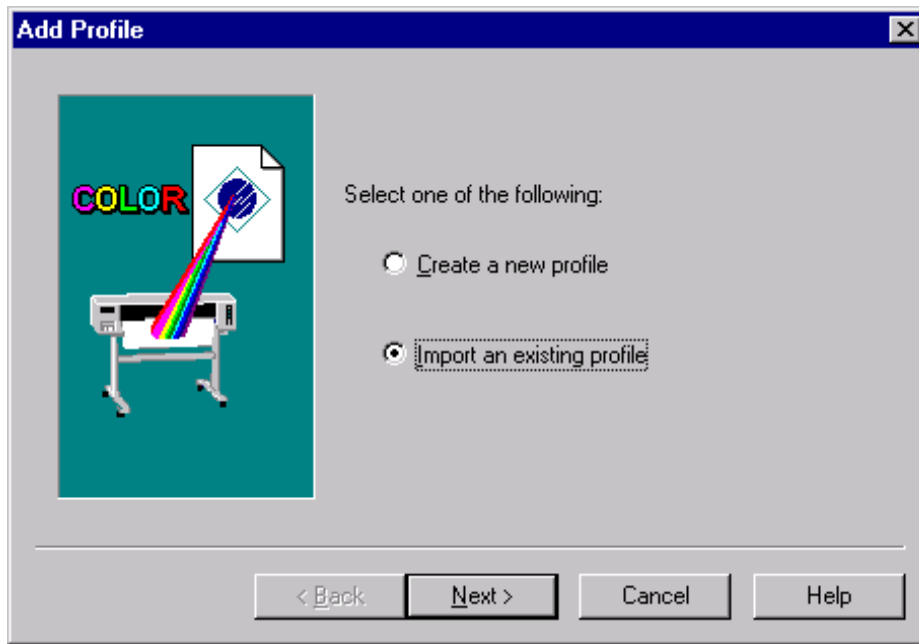 Add Profile
COLOR
Select one of the following:
Create a new profile
Import an existing profile
< Back
Next >
Cancel
Help